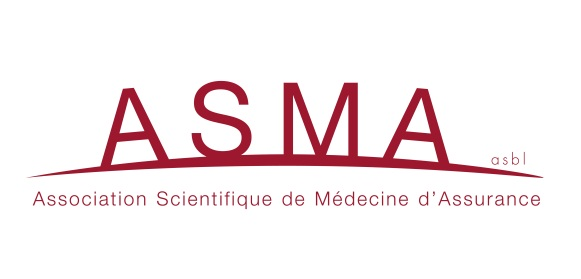 ASMA
asbl
Association Scientifique de Médecine d'Assurance